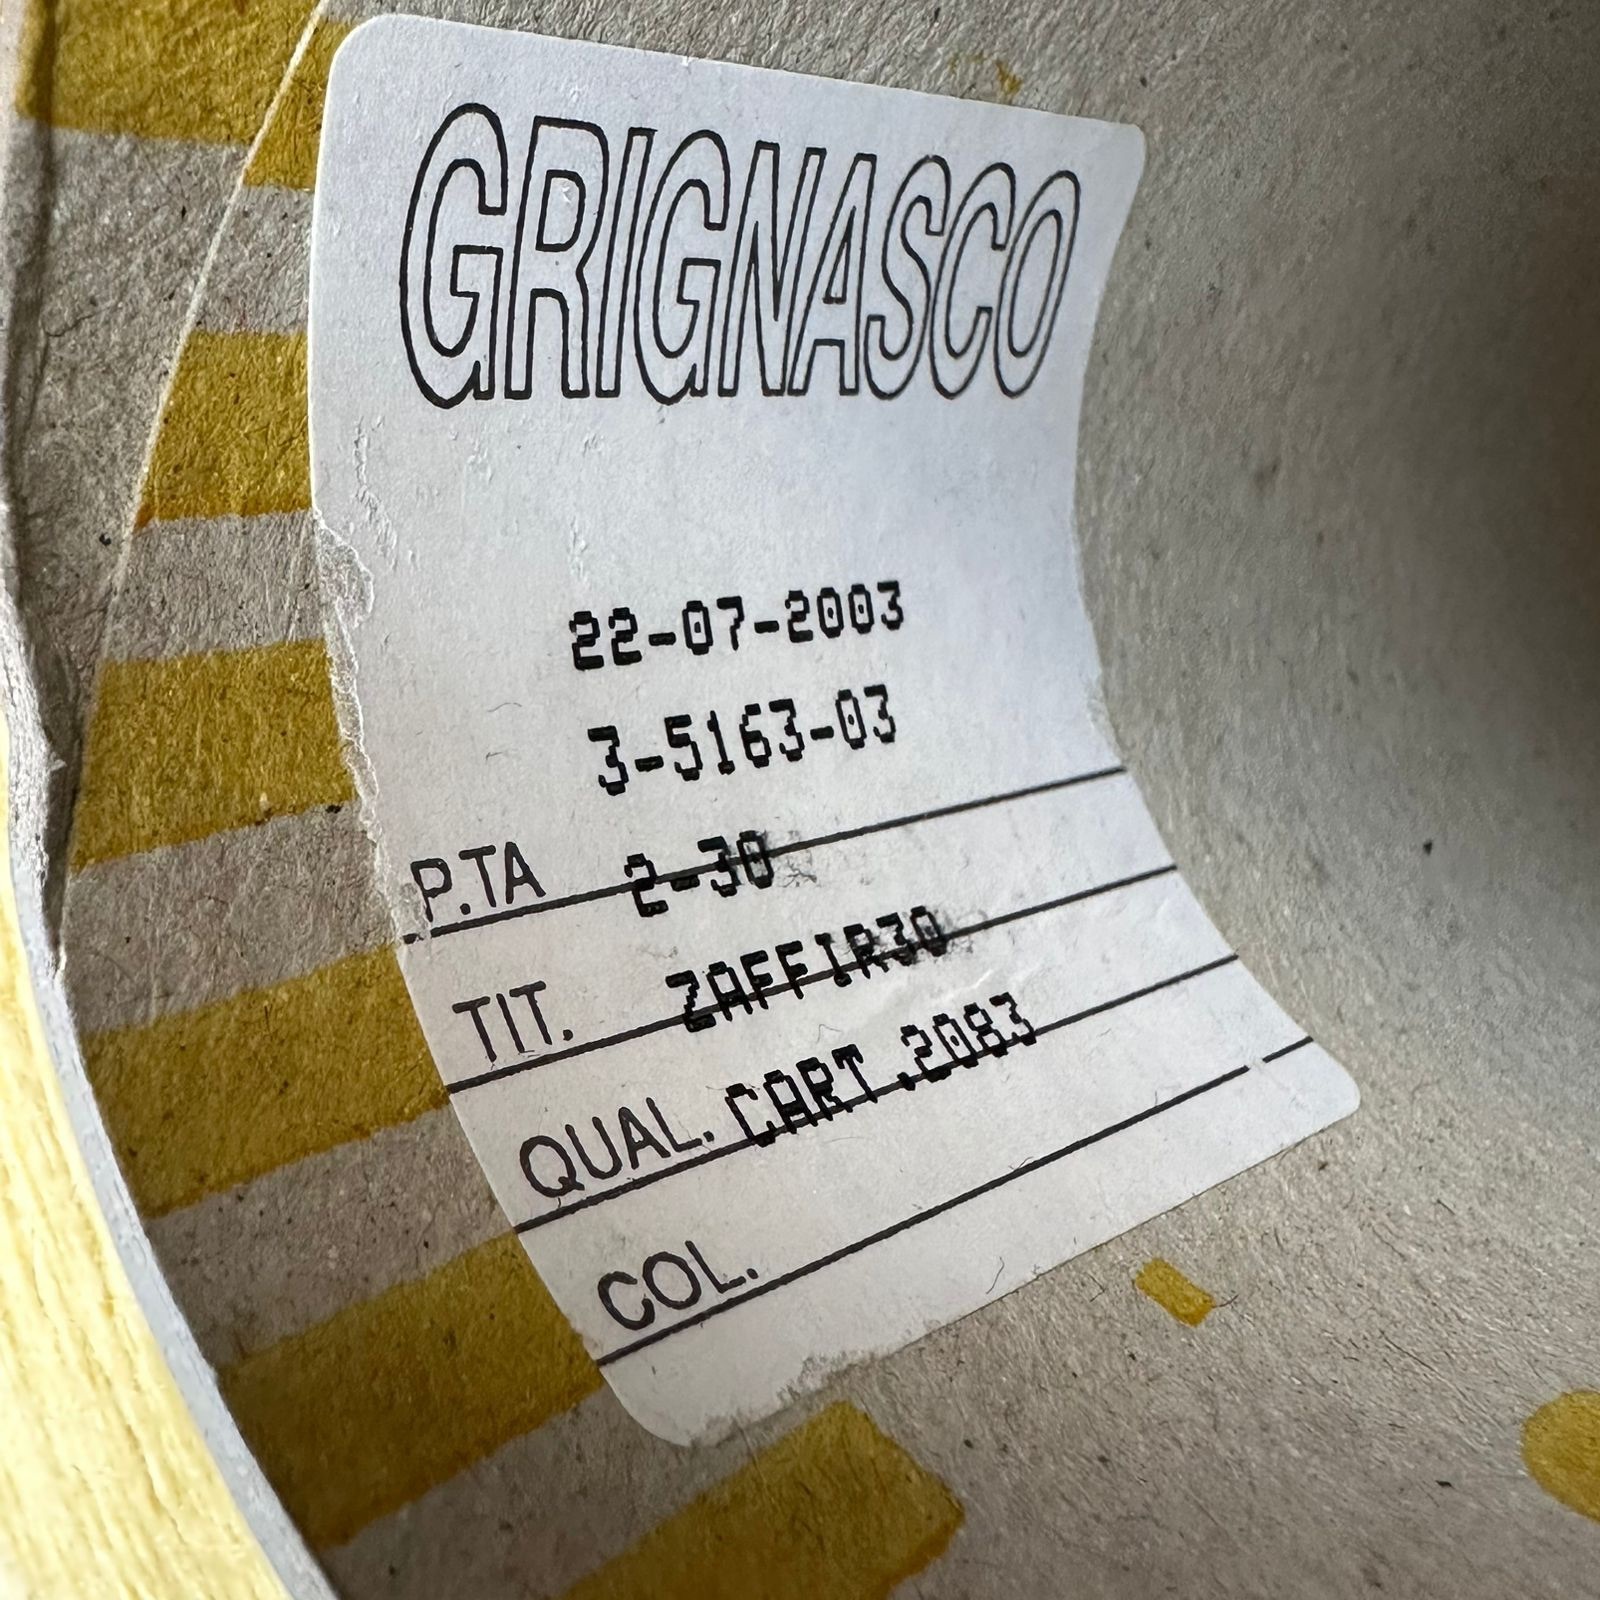 GRIGNASCO
22-07-2003
3-5163-03
P.TA 2-30
TIT. ZAFFIR30
QUAL. CART.2083
COL.